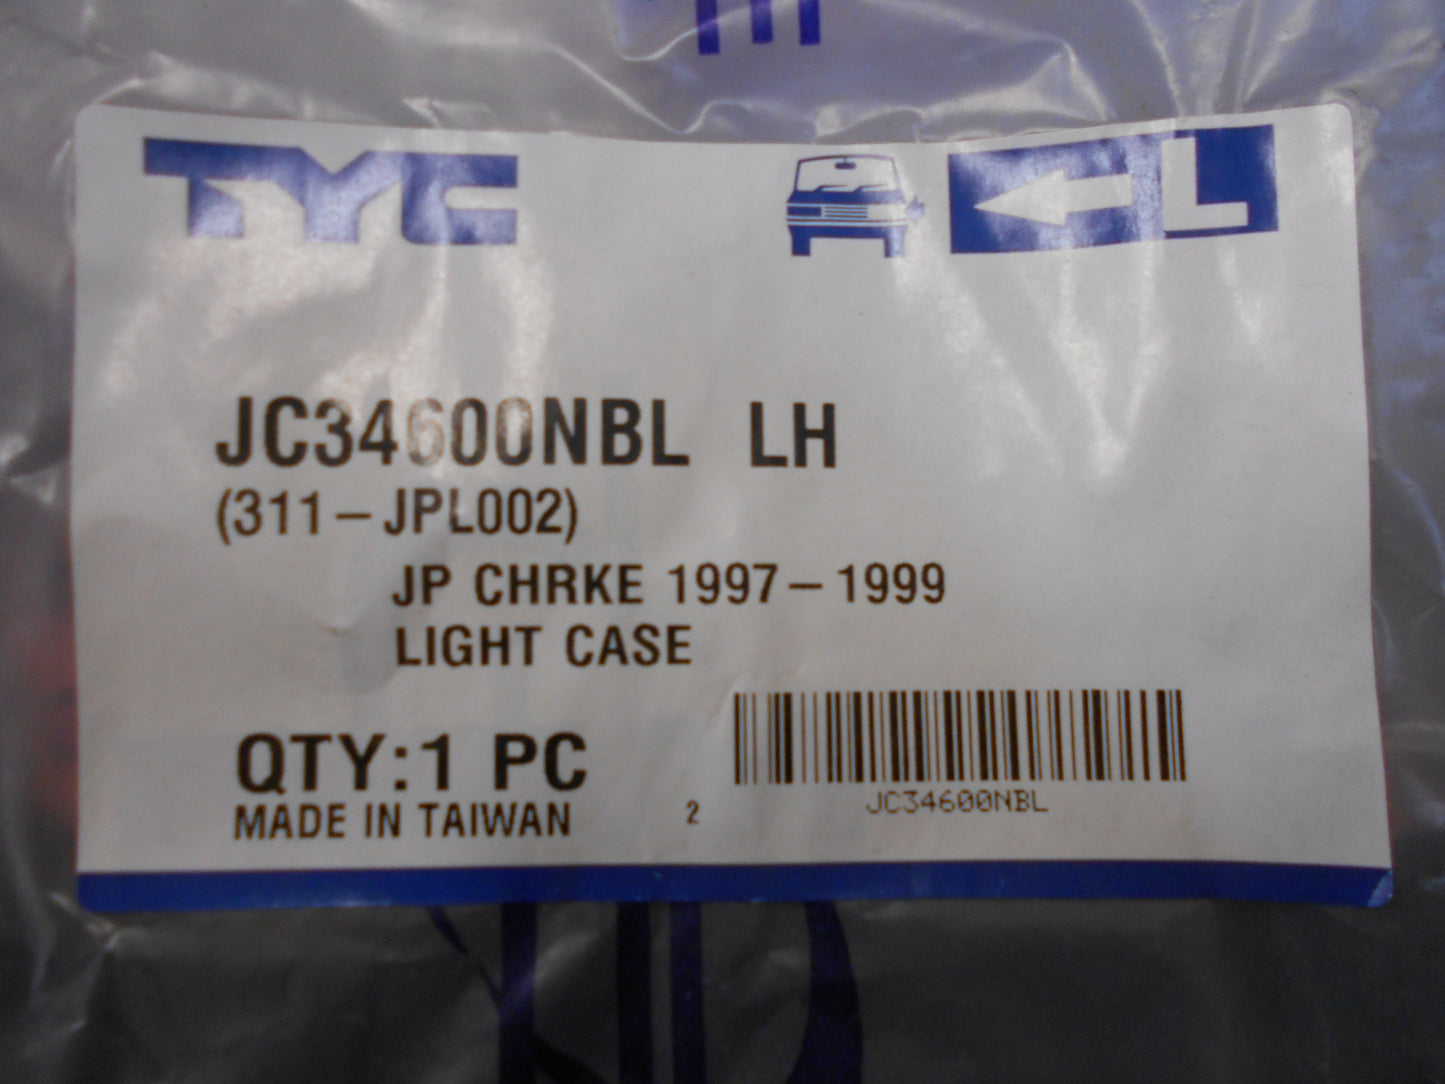 TYC L
JC34600NBL LH
(311-JPL002)
JP CHRKE 1997-1999
LIGHT CASE
QTY:1 PC
MADE IN TAIWAN 2
JC34600NBL